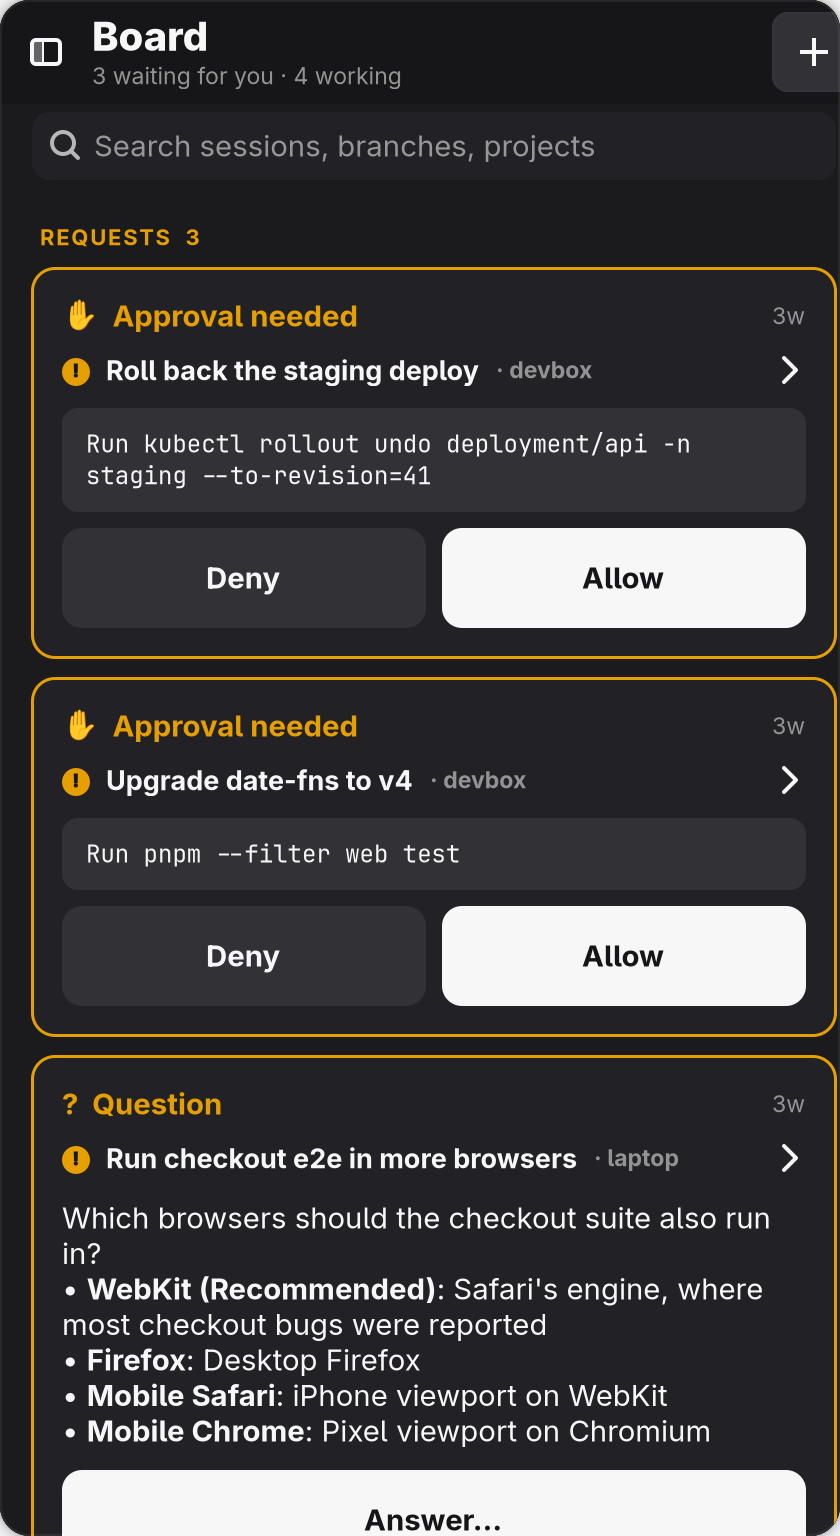 Board
3 waiting for you · 4 working
Search sessions, branches, projects
REQUESTS 3
Approval needed 3w
Roll back the staging deploy · devbox
Run kubectl rollout undo deployment/api -n
staging --to-revision=41
Deny Allow
Approval needed 3w
Upgrade date-fns to v4 · devbox
Run pnpm --filter web test
Deny Allow
? Question 3w
Run checkout e2e in more browsers · laptop
Which browsers should the checkout suite also run
in?
• WebKit (Recommended): Safari's engine, where
most checkout bugs were reported
• Firefox: Desktop Firefox
• Mobile Safari: iPhone viewport on WebKit
• Mobile Chrome: Pixel viewport on Chromium
Answer...